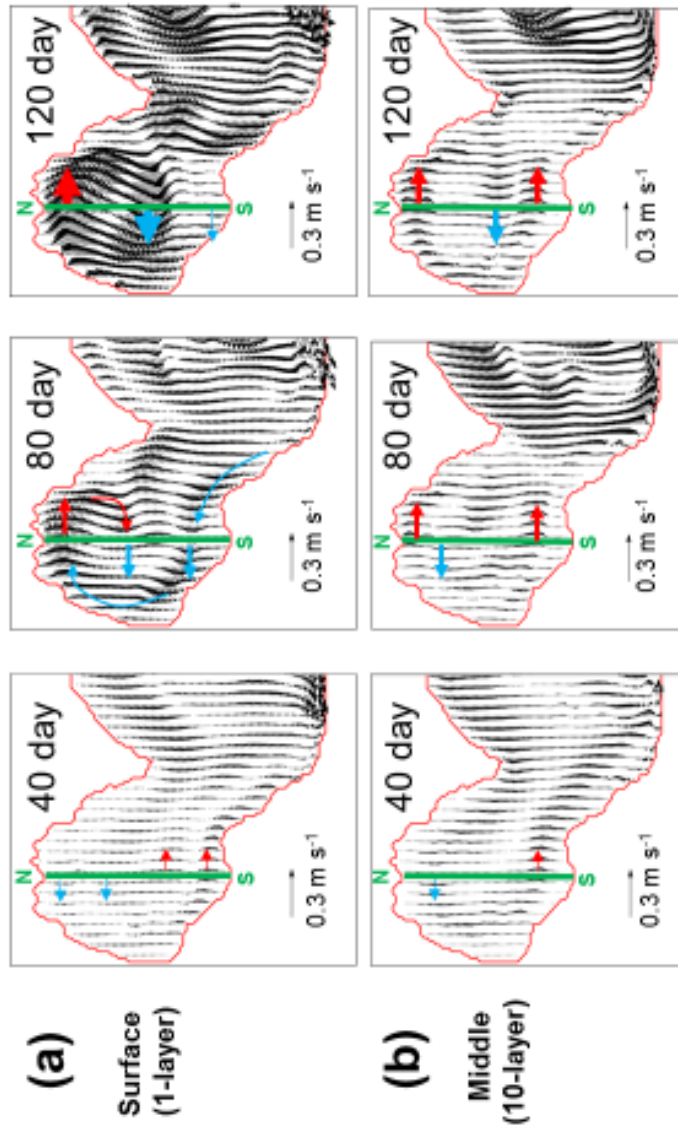 (a)
Surface
(1-layer)
40 day
N
S
0.3 m s⁻¹
80 day
N
S
0.3 m s⁻¹
120 day
N
S
0.3 m s⁻¹
(b)
Middle
(10-layer)
40 day
N
S
0.3 m s⁻¹
80 day
N
S
0.3 m s⁻¹
120 day
N
S
0.3 m s⁻¹